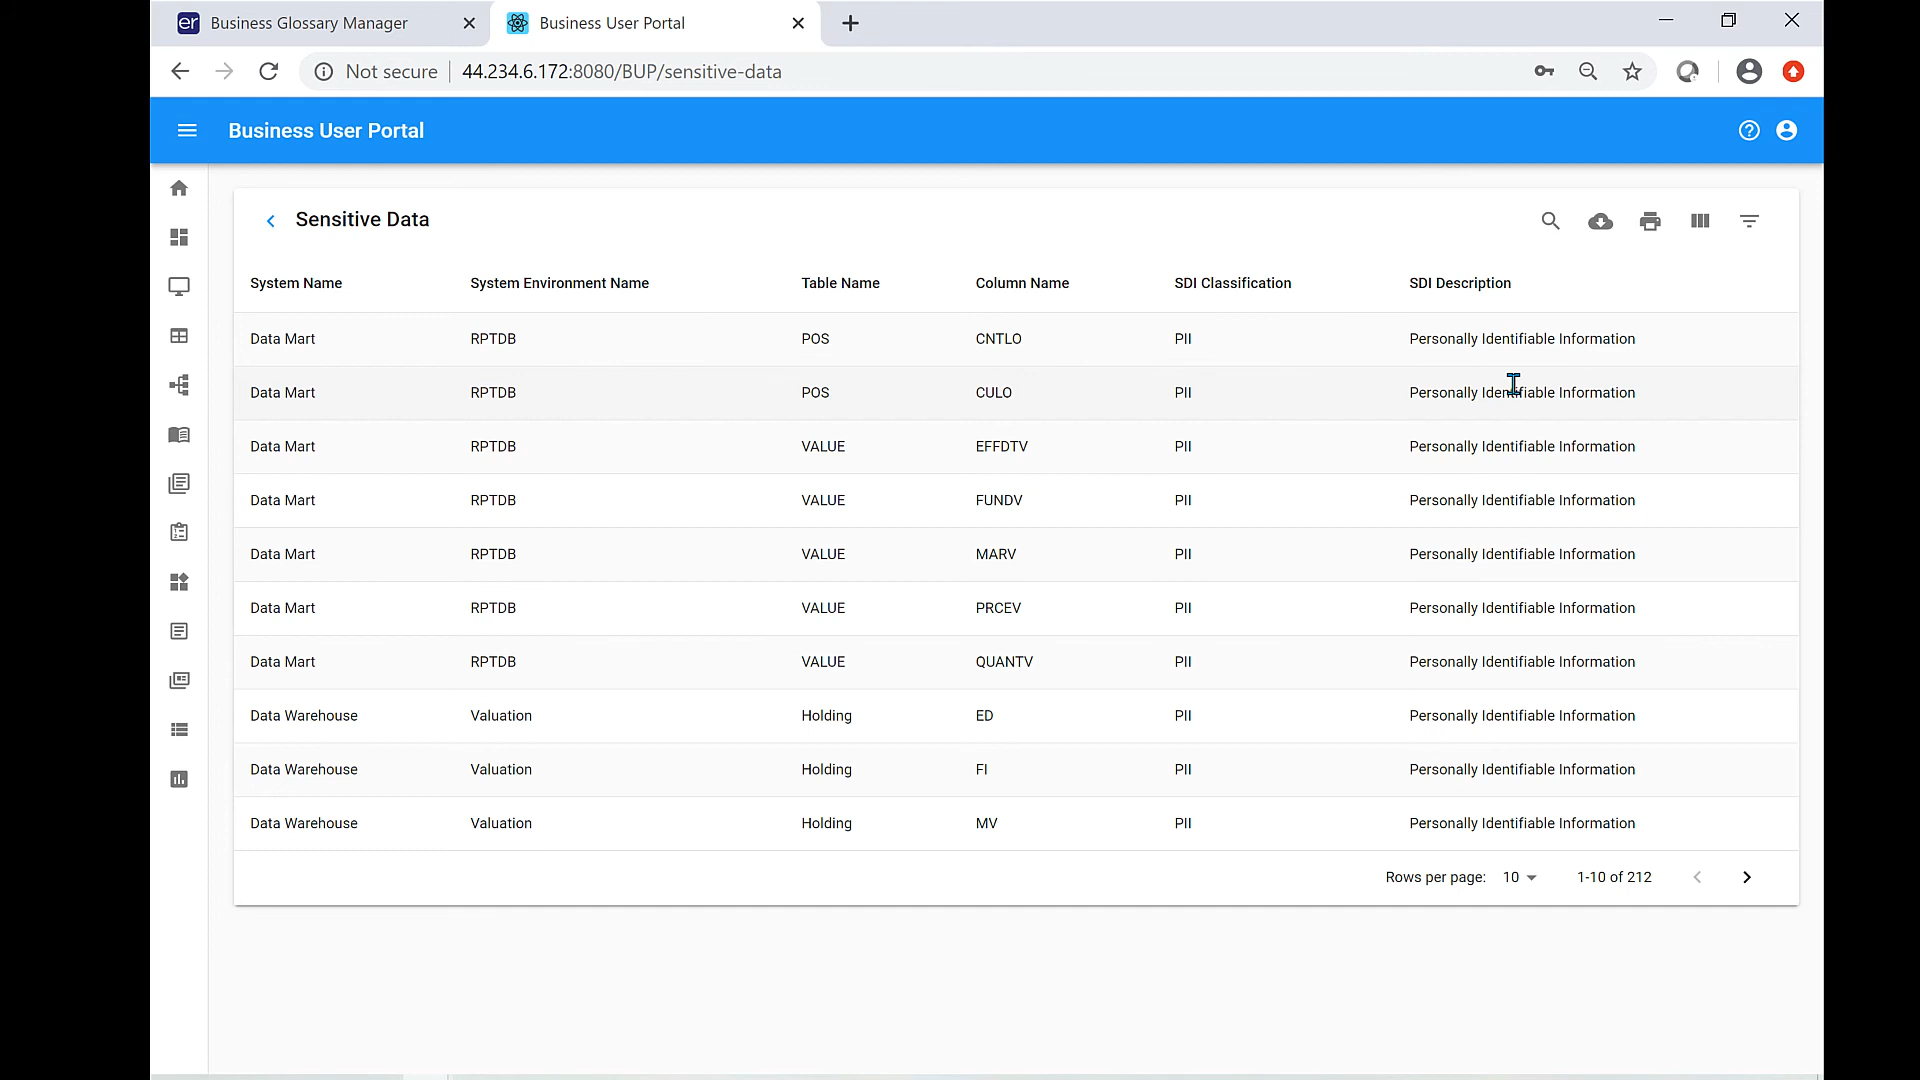 er Business Glossary Manager Business User Portal
Not secure 44.234.6.172:8080/BUP/sensitive-data
Business User Portal
Sensitive Data
System Name System Environment Name Table Name Column Name SDI Classification SDI Description
Data Mart RPTDB POS CNTLO PII Personally Identifiable Information
Data Mart RPTDB POS CULO PII Personally Identifiable Information
Data Mart RPTDB VALUE EFFDTV PII Personally Identifiable Information
Data Mart RPTDB VALUE FUNDV PII Personally Identifiable Information
Data Mart RPTDB VALUE MARV PII Personally Identifiable Information
Data Mart RPTDB VALUE PRCEV PII Personally Identifiable Information
Data Mart RPTDB VALUE QUANTV PII Personally Identifiable Information
Data Warehouse Valuation Holding ED PII Personally Identifiable Information
Data Warehouse Valuation Holding FI PII Personally Identifiable Information
Data Warehouse Valuation Holding MV PII Personally Identifiable Information
Rows per page: 10 1-10 of 212